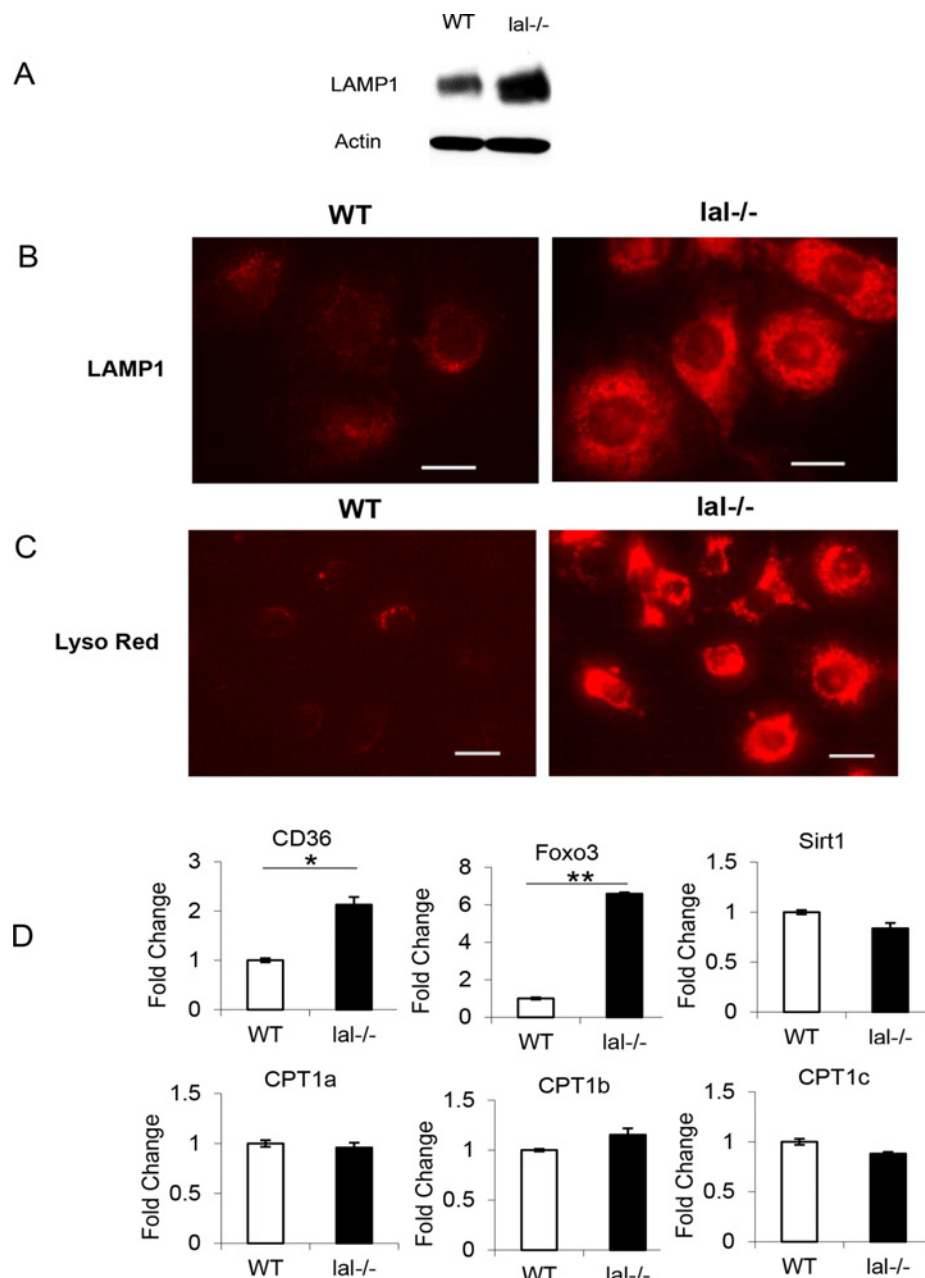 WT lal-/-
A
LAMP1
Actin
WT lal-/-
B
LAMP1
WT lal-/-
C
Lyso Red
D
CD36
*
Fold Change
3
2
1
0
WT lal-/-
Foxo3
**
Fold Change
8
6
4
2
0
WT lal-/-
Sirt1
Fold Change
1.5
1
0.5
0
WT lal-/-
CPT1a
Fold Change
1.5
1
0.5
0
WT lal-/-
CPT1b
Fold Change
1.5
1
0.5
0
WT lal-/-
CPT1c
Fold Change
1.5
1
0.5
0
WT lal-/-